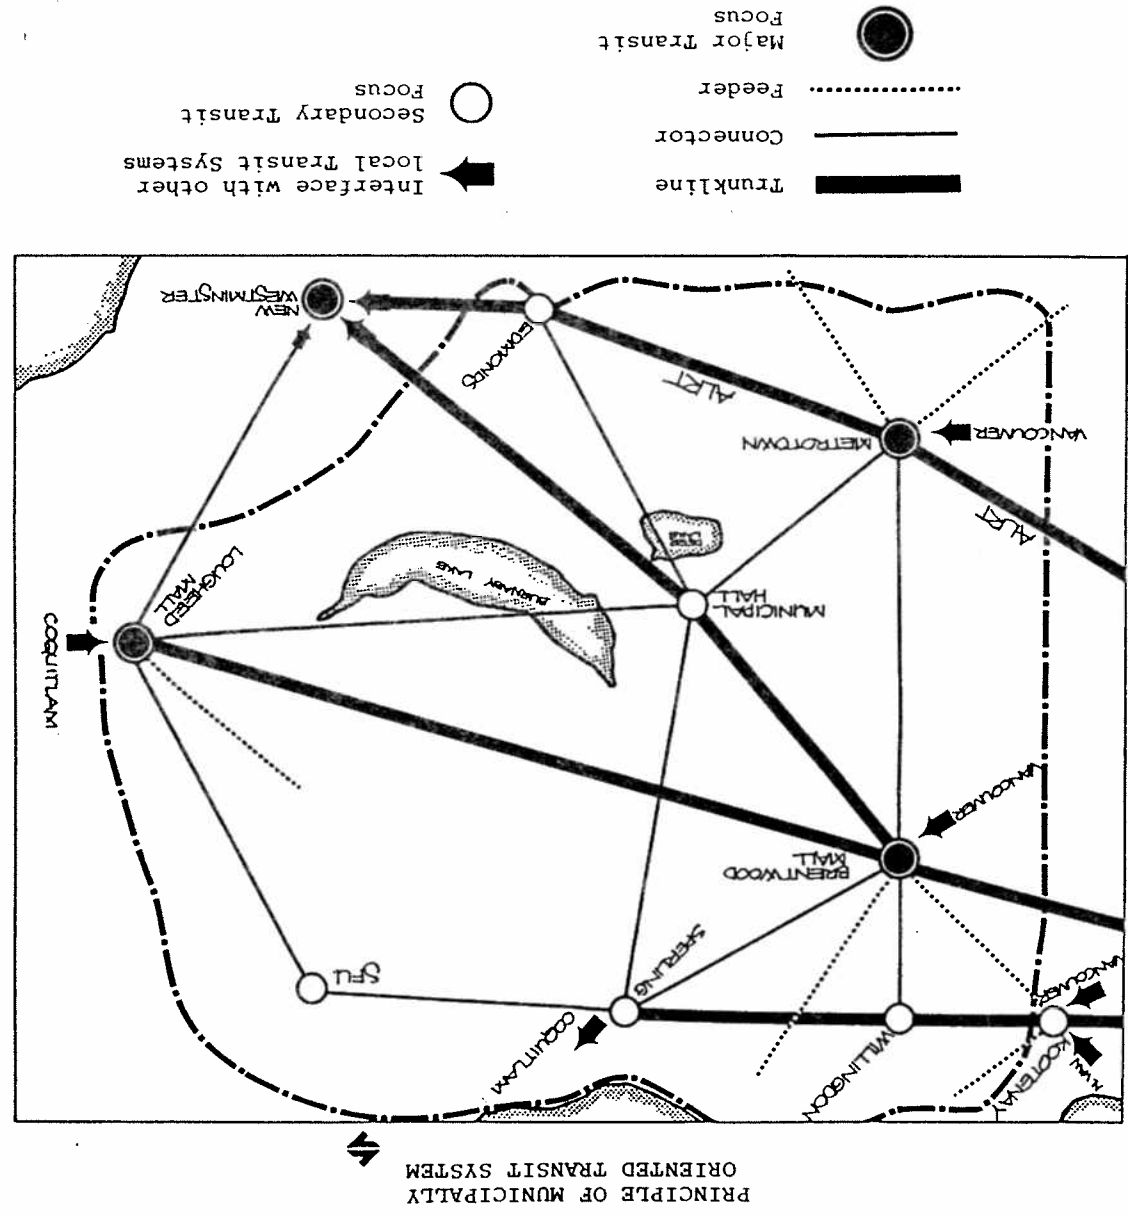 PRINCIPLE OF MUNICIPALLY
ORIENTED TRANSIT SYSTEM
N.VAN
KOOTENAY
VANCOUVER
WILLINGDON
COQUITLAM
SPERLING
SFU
BRENTWOOD
MALL
VANCOUVER
COQUITLAM
LOUGHEED
MALL
MUNICIPAL
HALL
BURNABY LAKE
DEER
LAKE
ALRT
VANCOUVER
METROTOWN
ALRT
EDMONDS
NEW
WESTMINSTER
Trunkline
Connector
Feeder
Major Transit
Focus
Interface with other
local Transit Systems
Secondary Transit
Focus